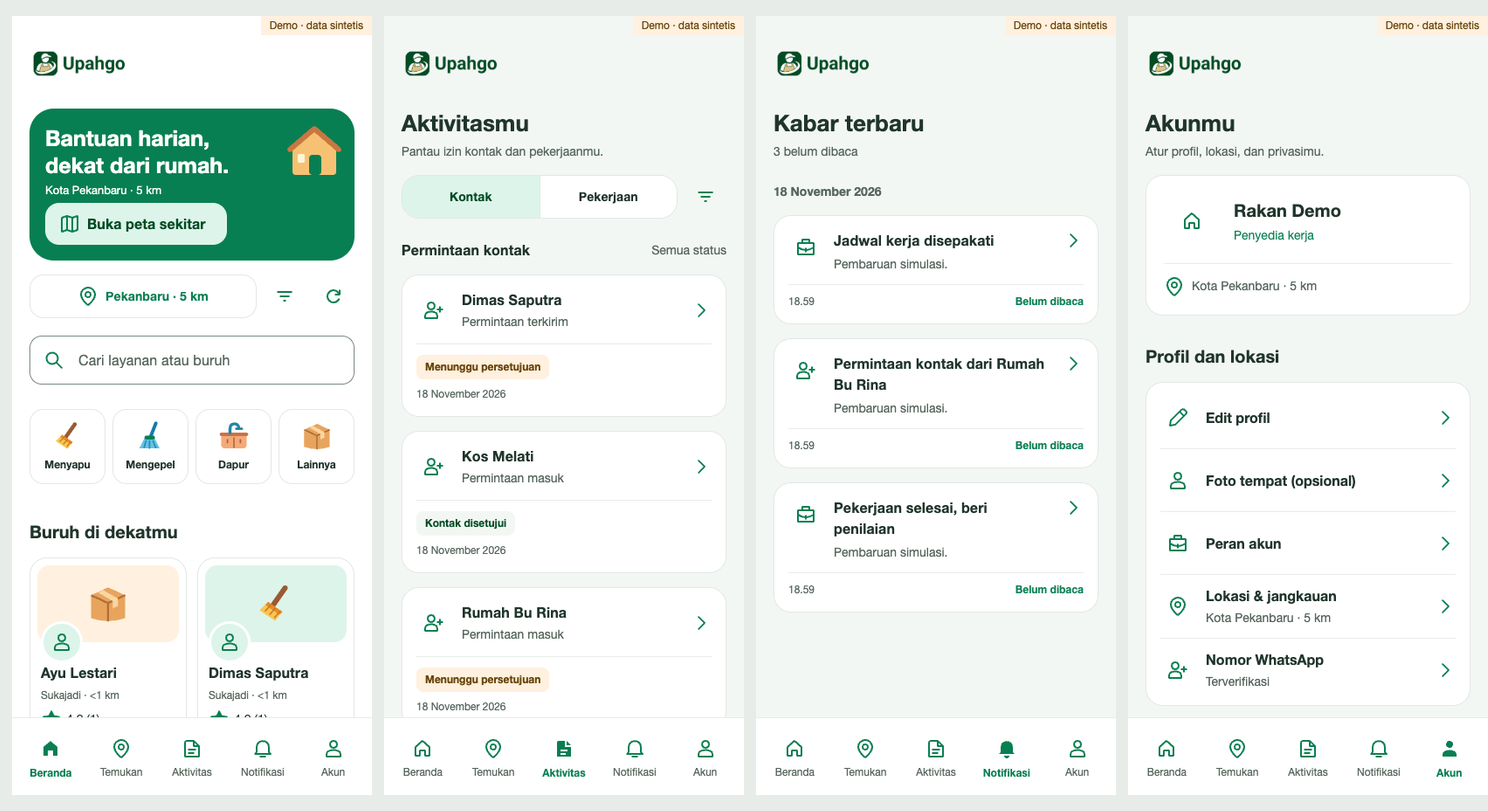 Demo · data sintetis
Upahgo
Bantuan harian,
dekat dari rumah.
Kota Pekanbaru · 5 km
Buka peta sekitar
Pekanbaru · 5 km
Cari layanan atau buruh
Menyapu
Mengepel
Dapur
Lainnya
Buruh di dekatmu
Ayu Lestari
Sukajadi · <1 km
Dimas Saputra
Sukajadi · <1 km
Beranda
Temukan
Aktivitas
Notifikasi
Akun
Demo · data sintetis
Upahgo
Aktivitasmu
Pantau izin kontak dan pekerjaanmu.
Kontak
Pekerjaan
Permintaan kontak
Semua status
Dimas Saputra
Permintaan terkirim
Menunggu persetujuan
18 November 2026
Kos Melati
Permintaan masuk
Kontak disetujui
18 November 2026
Rumah Bu Rina
Permintaan masuk
Menunggu persetujuan
18 November 2026
Beranda
Temukan
Aktivitas
Notifikasi
Akun
Demo · data sintetis
Upahgo
Kabar terbaru
3 belum dibaca
18 November 2026
Jadwal kerja disepakati
Pembaruan simulasi.
18.59
Belum dibaca
Permintaan kontak dari Rumah
Bu Rina
Pembaruan simulasi.
18.59
Belum dibaca
Pekerjaan selesai, beri
penilaian
Pembaruan simulasi.
18.59
Belum dibaca
Beranda
Temukan
Aktivitas
Notifikasi
Akun
Demo · data sintetis
Upahgo
Akunmu
Atur profil, lokasi, dan privasimu.
Rakan Demo
Penyedia kerja
Kota Pekanbaru · 5 km
Profil dan lokasi
Edit profil
Foto tempat (opsional)
Peran akun
Lokasi & jangkauan
Kota Pekanbaru · 5 km
Nomor WhatsApp
Terverifikasi
Beranda
Temukan
Aktivitas
Notifikasi
Akun